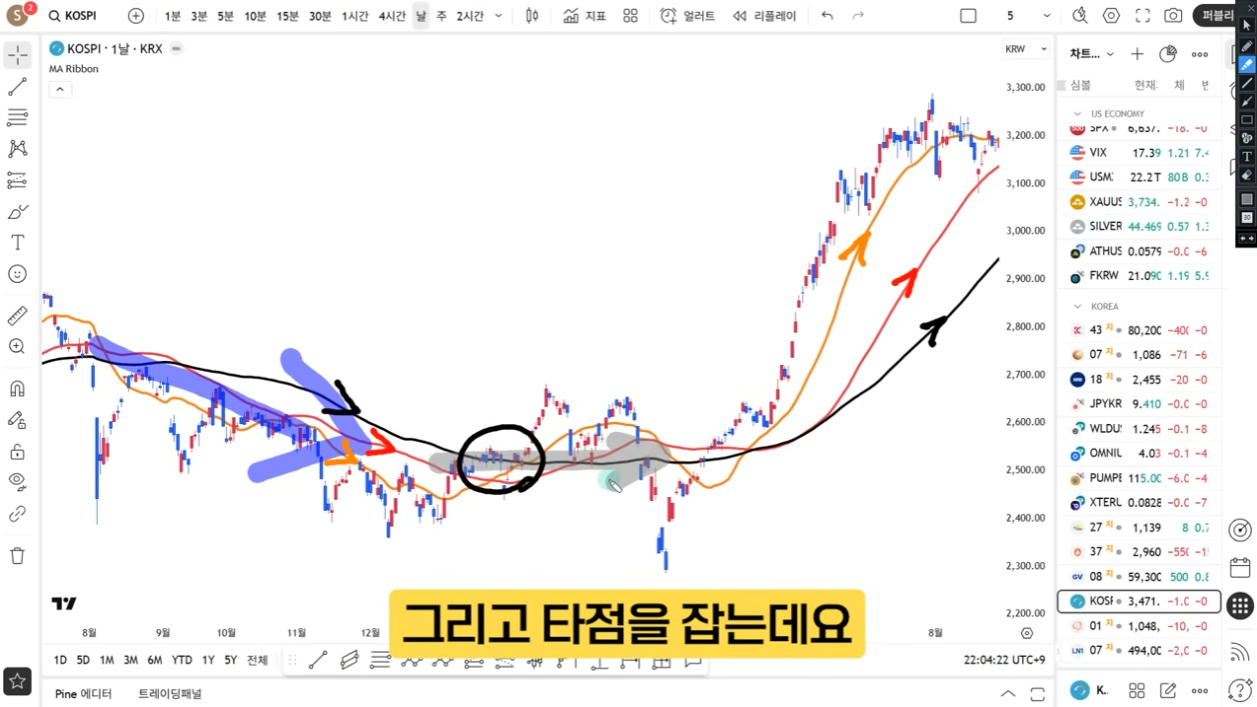 S 2 KOSPI 1분 3분 5분 10분 15분 30분 1시간 4시간 날 주 2시간 지표 얼러트 리플레이 5 퍼블리
KOSPI · 1날 · KRX
MA Ribbon
KRW
차트...
심볼 현재: 체
3,300.00
3,200.00
3,100.00
3,000.00
2,900.00
2,800.00
2,700.00
2,600.00
2,500.00
2,400.00
2,300.00
2,200.00
US ECONOMY
SPX 6,637. −18. −0
VIX 17.39 1.21 7.4
USM: 22.2T 80B 0.3
XAUUS 3,734. −1.2 −0
SILVER 44.469 0.57 1.3
ATHUS 0.0579 −0.0 −6
FKRW 21.090 1.19 5.9
KOREA
43 지 80,200 −400 −0
07 지 1,086 −71 −6
18 지 2,455 −20 −0
JPYKR 9.410 −0.0 −0
WLDU: 1.245 −0.1 −8
OMNIL 4.03 −0.1 −4
PUMPE 115.00 −6.0 −4
XTERL 0.0828 −0.0 −7
27 지 1,139 8 0.7
37 지 2,960 −550 −1
08 지 59,300 500 0.8
KOSF 3,471. −1.0 −0
01 지 1,048, −10, −0
07 지 494,00 −2,0 −0
그리고 타점을 잡는데요
8월 9월 10월 11월 12월 8월
1D 5D 1M 3M 6M YTD 1Y 5Y 전체 22:04:22 UTC+9
Pine 에디터 트레이딩패널 K..